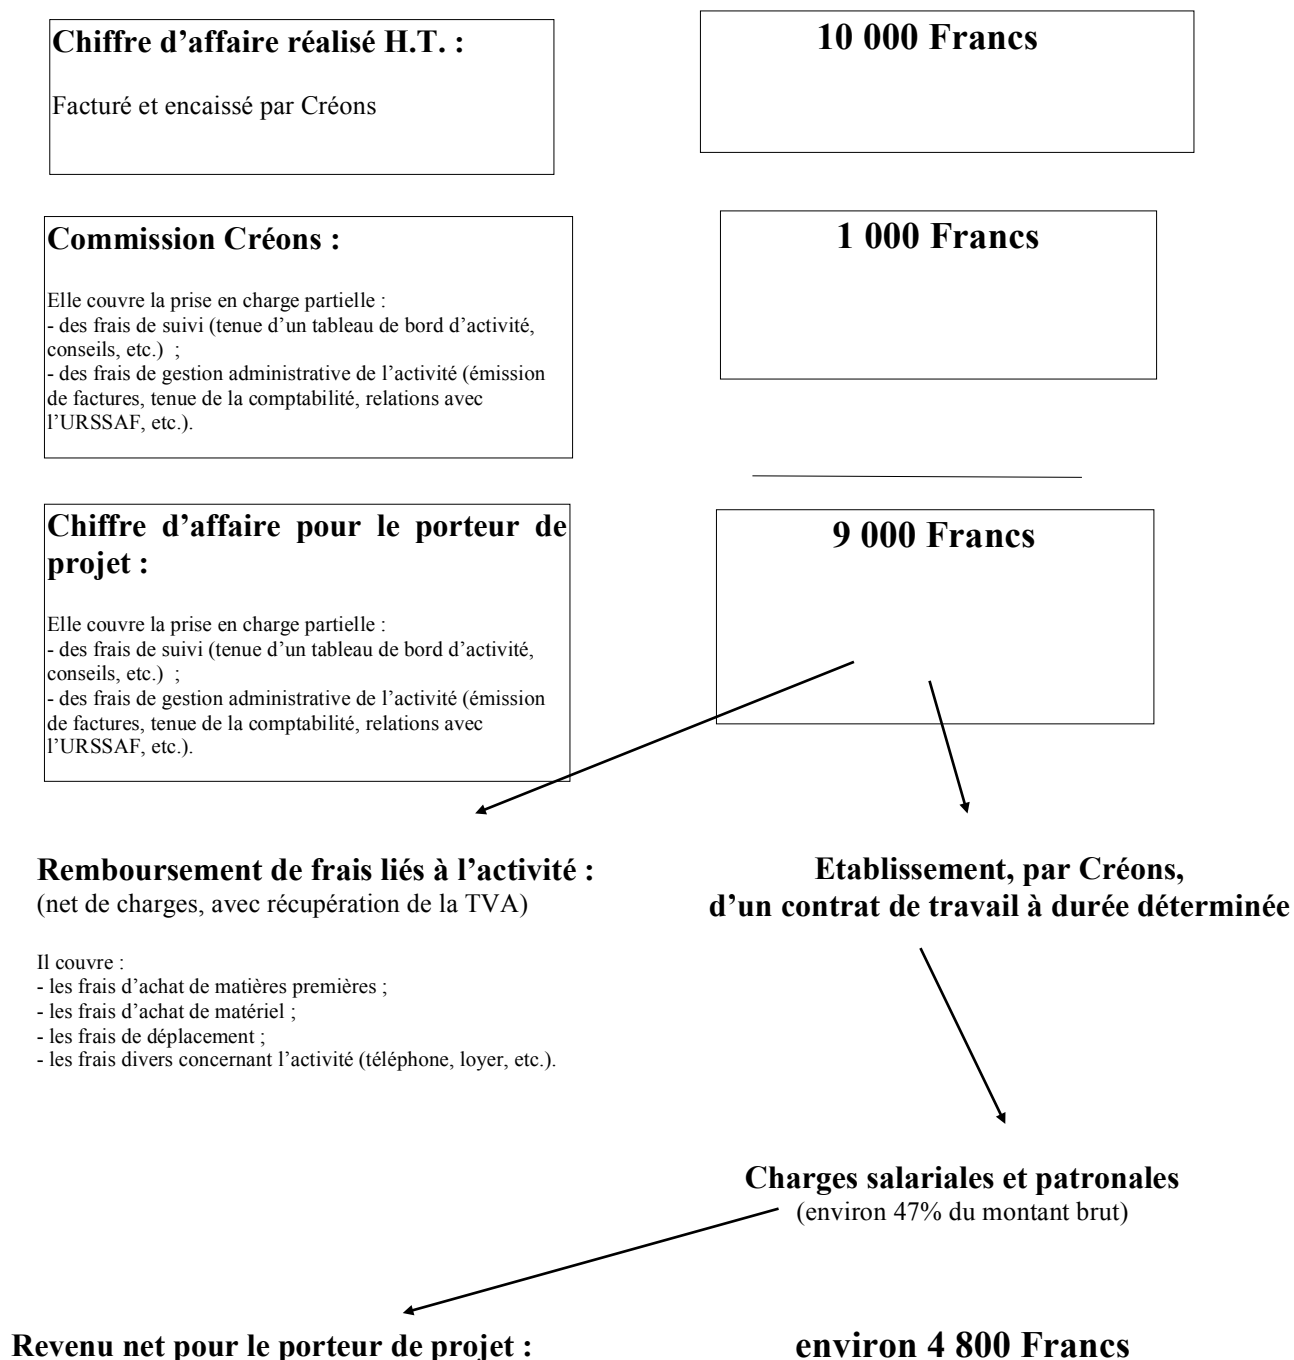 Chiffre d’affaire réalisé H.T. :
Facturé et encaissé par Créons
10 000 Francs
Commission Créons :
Elle couvre la prise en charge partielle :
- des frais de suivi (tenue d’un tableau de bord d’activité,
conseils, etc.)  ;
- des frais de gestion administrative de l’activité (émission
de factures, tenue de la comptabilité, relations avec
l’URSSAF, etc.).
1 000 Francs
Chiffre d’affaire pour le porteur de
projet :
Elle couvre la prise en charge partielle :
- des frais de suivi (tenue d’un tableau de bord d’activité,
conseils, etc.)  ;
- des frais de gestion administrative de l’activité (émission
de factures, tenue de la comptabilité, relations avec
l’URSSAF, etc.).
9 000 Francs
Remboursement de frais liés à l’activité :
(net de charges, avec récupération de la TVA)
Il couvre :
- les frais d’achat de matières premières ;
- les frais d’achat de matériel ;
- les frais de déplacement ;
- les frais divers concernant l’activité (téléphone, loyer, etc.).
Etablissement, par Créons,
d’un contrat de travail à durée déterminée
Charges salariales et patronales
(environ 47% du montant brut)
Revenu net pour le porteur de projet :
environ 4 800 Francs